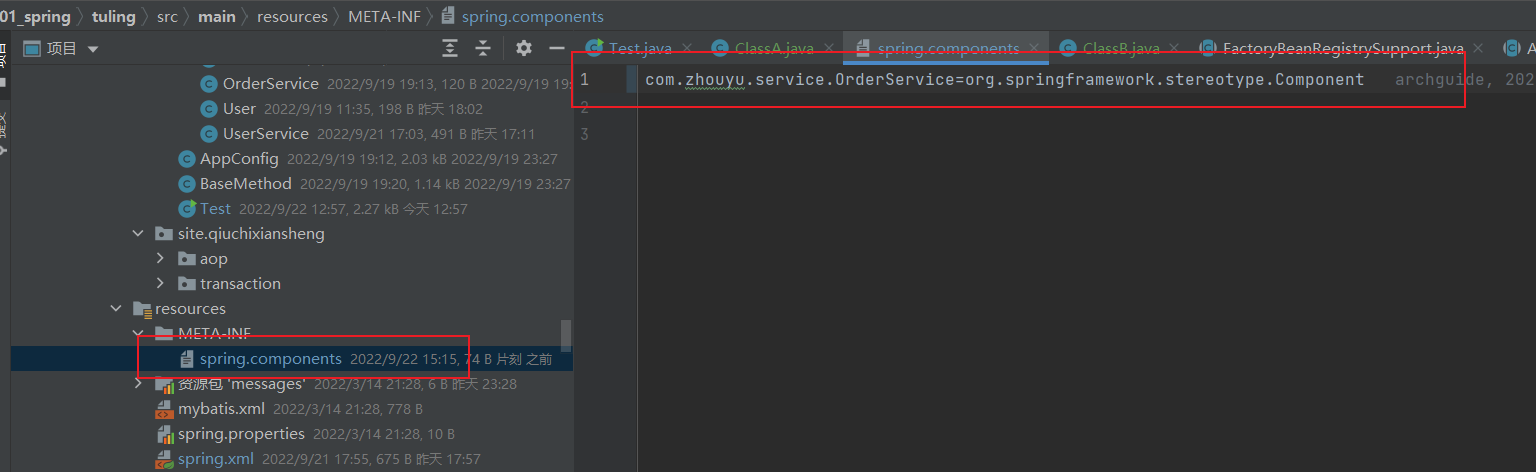 01_spring 〉 tuling 〉 src 〉 main 〉 resources 〉 META-INF 〉 spring.components
项目
Test.java × ClassA.java × spring.components × ClassB.java × FactoryBeanRegistrySupport.java × A
OrderService 2022/9/19 19:13, 120 B 2022/9/19 19:
User 2022/9/19 11:35, 198 B 昨天 18:02
UserService 2022/9/21 17:03, 491 B 昨天 17:11
AppConfig 2022/9/19 19:12, 2.03 kB 2022/9/19 23:27
BaseMethod 2022/9/19 19:20, 1.14 kB 2022/9/19 23:27
Test 2022/9/22 12:57, 2.27 kB 今天 12:57
site.qiuchixiansheng
aop
transaction
resources
META-INF
spring.components 2022/9/22 15:15, 74 B 片刻 之前
资源包 'messages' 2022/3/14 21:28, 6 B 昨天 23:28
mybatis.xml 2022/3/14 21:28, 778 B
spring.properties 2022/3/14 21:28, 10 B
spring.xml 2022/9/21 17:55, 675 B 昨天 17:57
1 com.zhouyu.service.OrderService=org.springframework.stereotype.Component archguide, 202
2
3